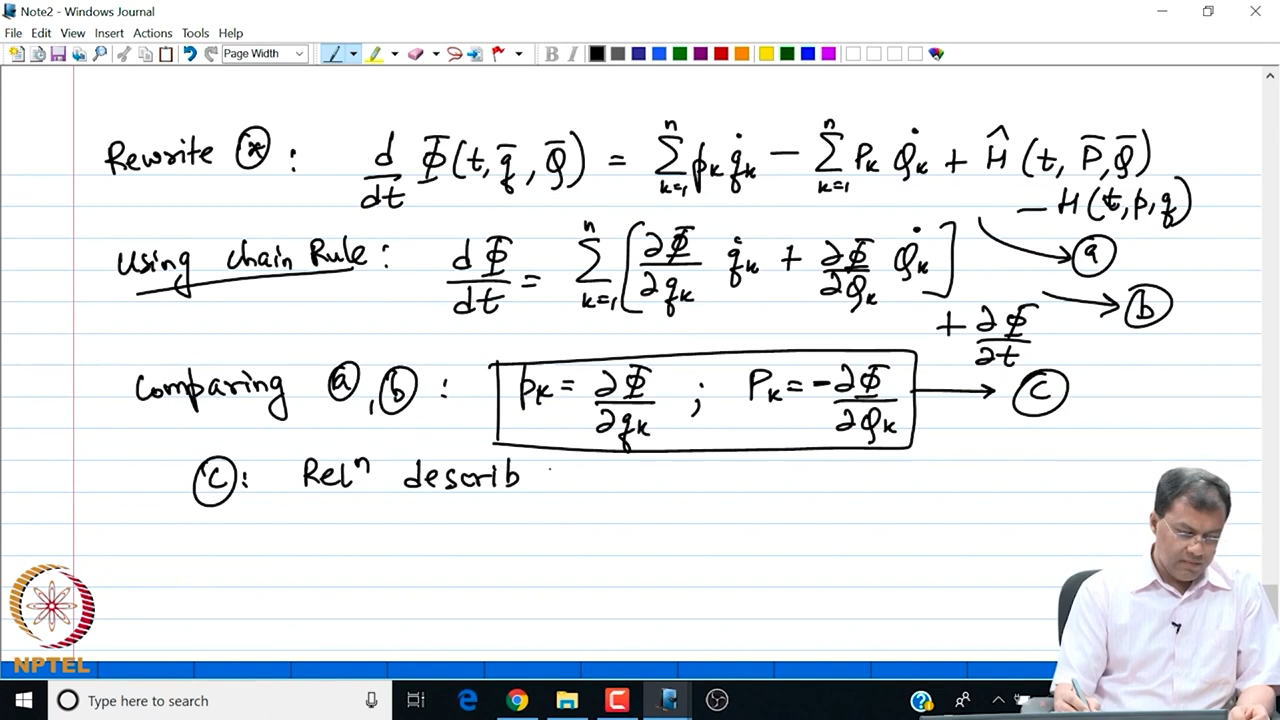 Note2 - Windows Journal
File Edit View Insert Actions Tools Help
Page Width B I
Rewrite (*) : d/dt Φ(t, q̄, Q̄) = Σ_{k=1}^{n} p_k q̇_k − Σ_{k=1}^{n} P_k Q̇_k + Ĥ(t, P̄, Q̄)
− H(t, p, q) → (a)
Using chain Rule : dΦ/dt = Σ_{k=1}^{n} [ ∂Φ/∂q_k q̇_k + ∂Φ/∂Q_k Q̇_k ] → (b)
+ ∂Φ/∂t
Comparing (a), (b) : p_k = ∂Φ/∂q_k ; P_k = −∂Φ/∂Q_k → (c)
(c): Relⁿ describ
NPTEL
Type here to search